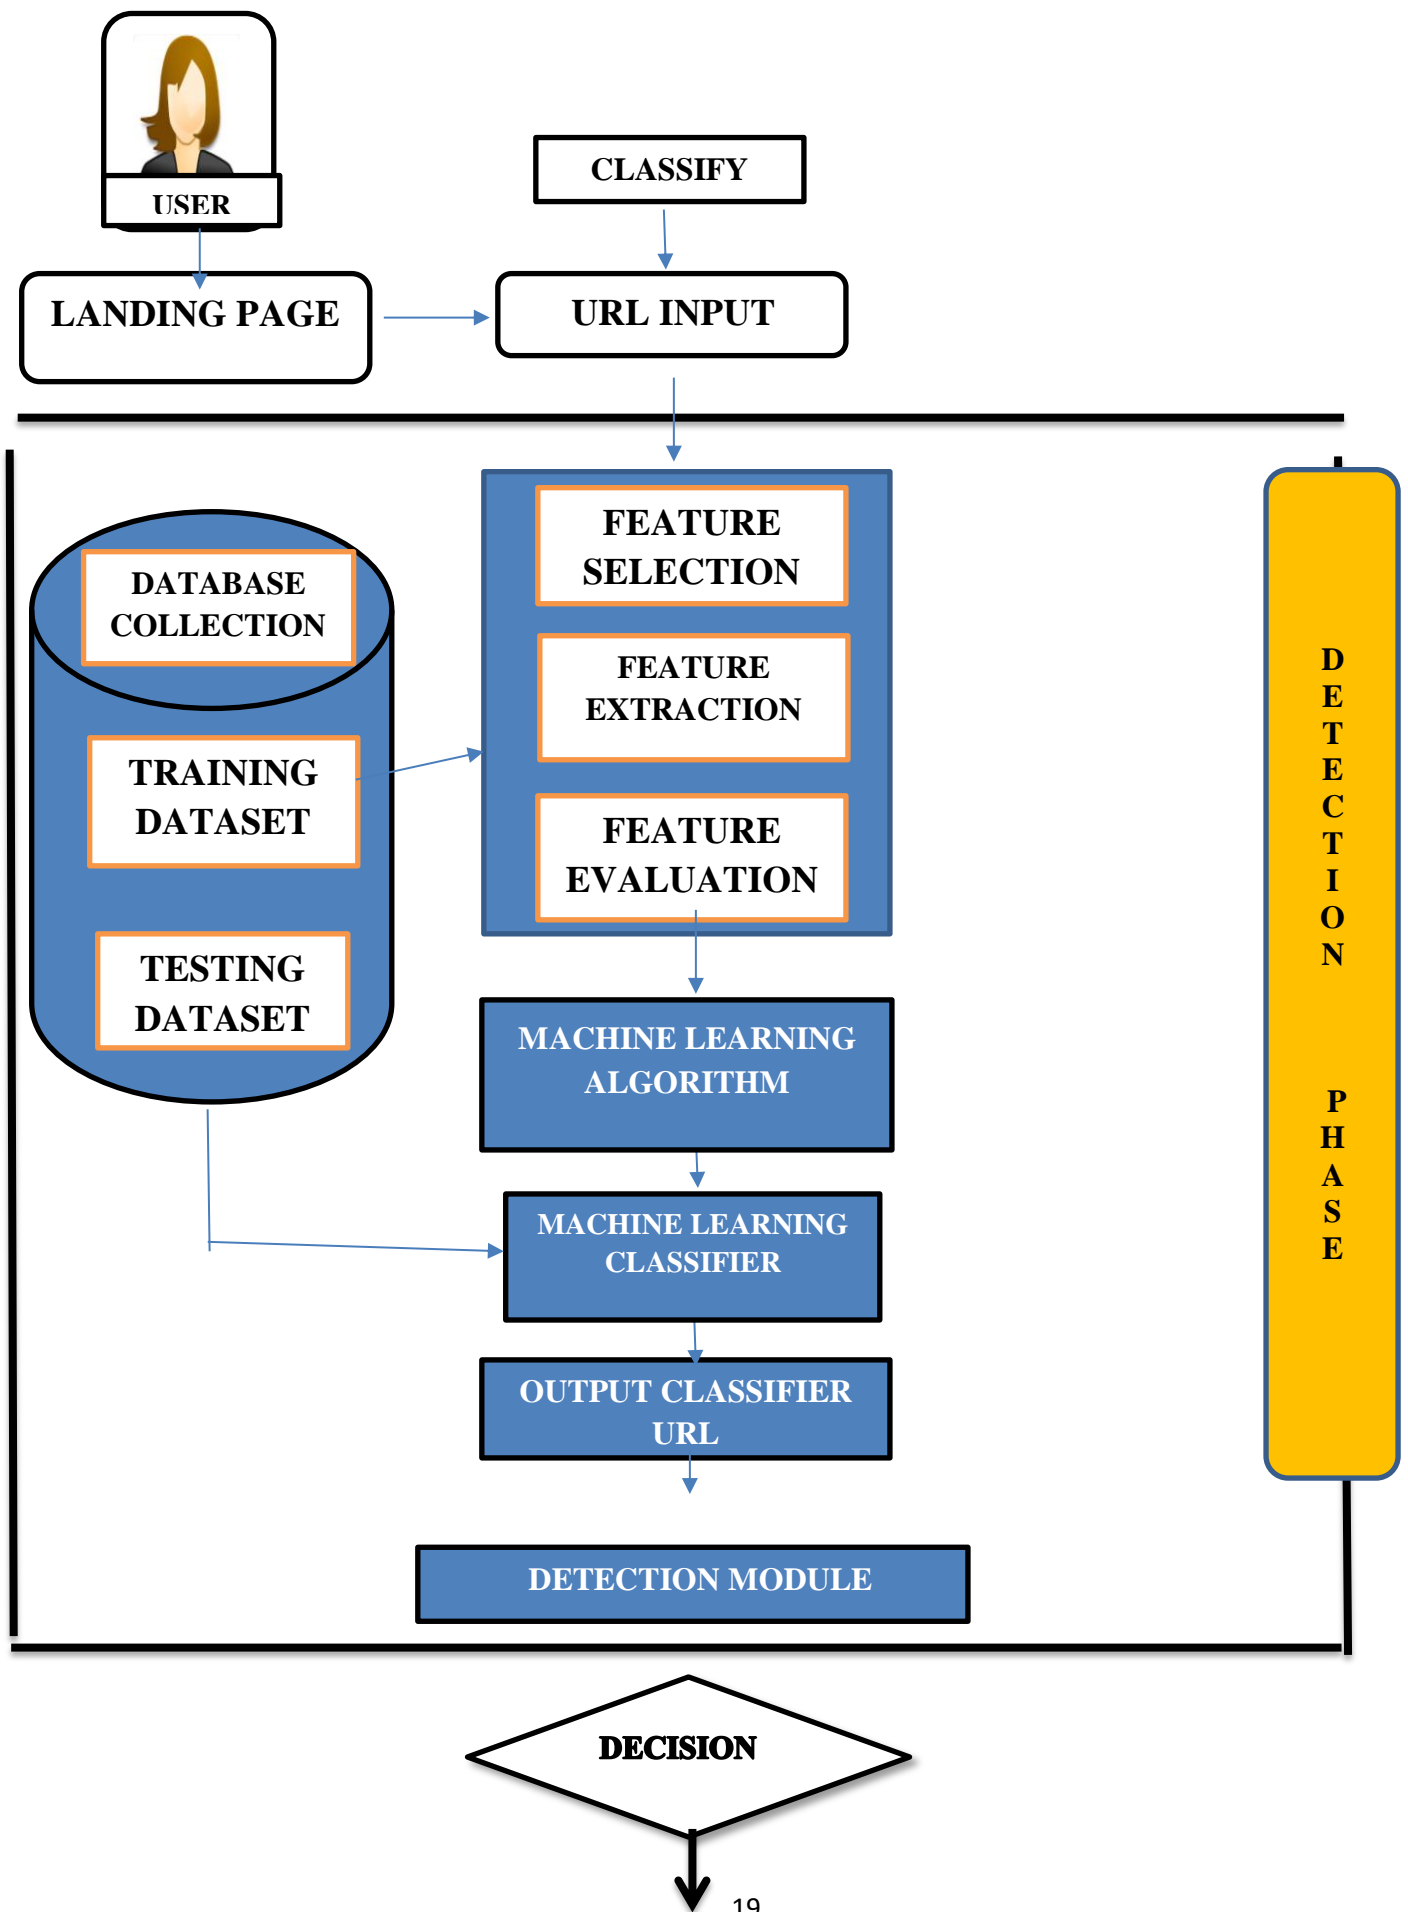 USER
CLASSIFY
LANDING PAGE
URL INPUT
DATABASE
COLLECTION
TRAINING
DATASET
TESTING
DATASET
FEATURE
SELECTION
FEATURE
EXTRACTION
FEATURE
EVALUATION
MACHINE LEARNING
ALGORITHM
MACHINE LEARNING
CLASSIFIER
OUTPUT CLASSIFIER
URL
DETECTION MODULE
D
E
T
E
C
T
I
O
N
P
H
A
S
E
DECISION
19